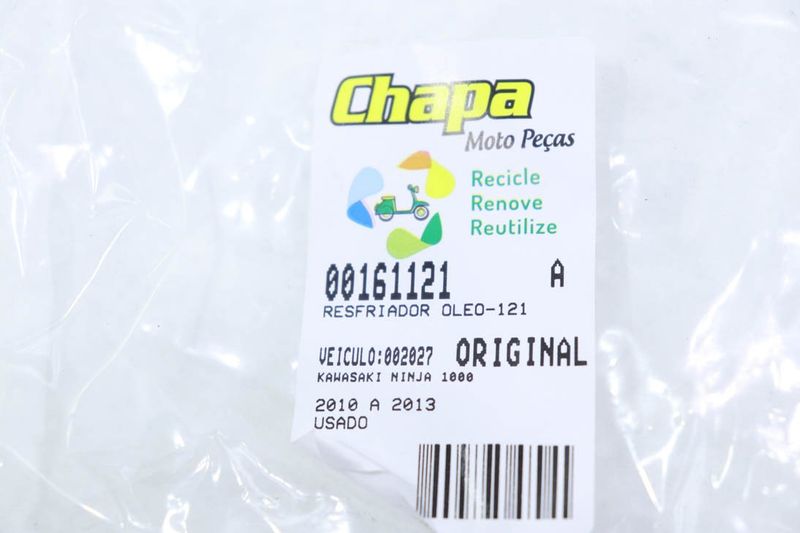 Chapa
Moto Peças
Recicle
Renove
Reutilize
00161121 A
RESFRIADOR OLEO-121
VEICULO:002027 ORIGINAL
KAWASAKI NINJA 1000
2010 A 2013
USADO